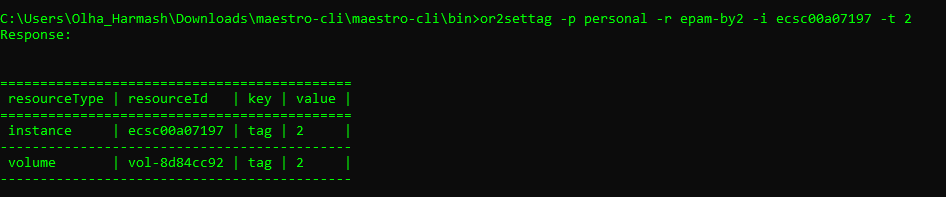 C:\Users\Olha_Harmash\Downloads\maestro-cli\maestro-cli\bin>or2settag -p personal -r epam-by2 -i ecsc00a07197 -t 2
Response:
============================================
resourceType | resourceId | key | value |
============================================
instance | ecsc00a07197 | tag | 2 |
--------------------------------------------
volume | vol-8d84cc92 | tag | 2 |
--------------------------------------------